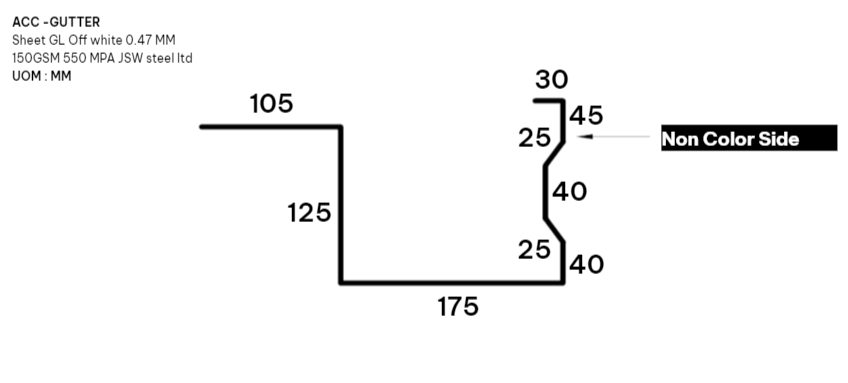 ACC -GUTTER
Sheet GL Off white 0.47 MM
150GSM 550 MPA JSW steel ltd
UOM : MM
30
105
45
25
Non Color Side
40
125
25
40
175